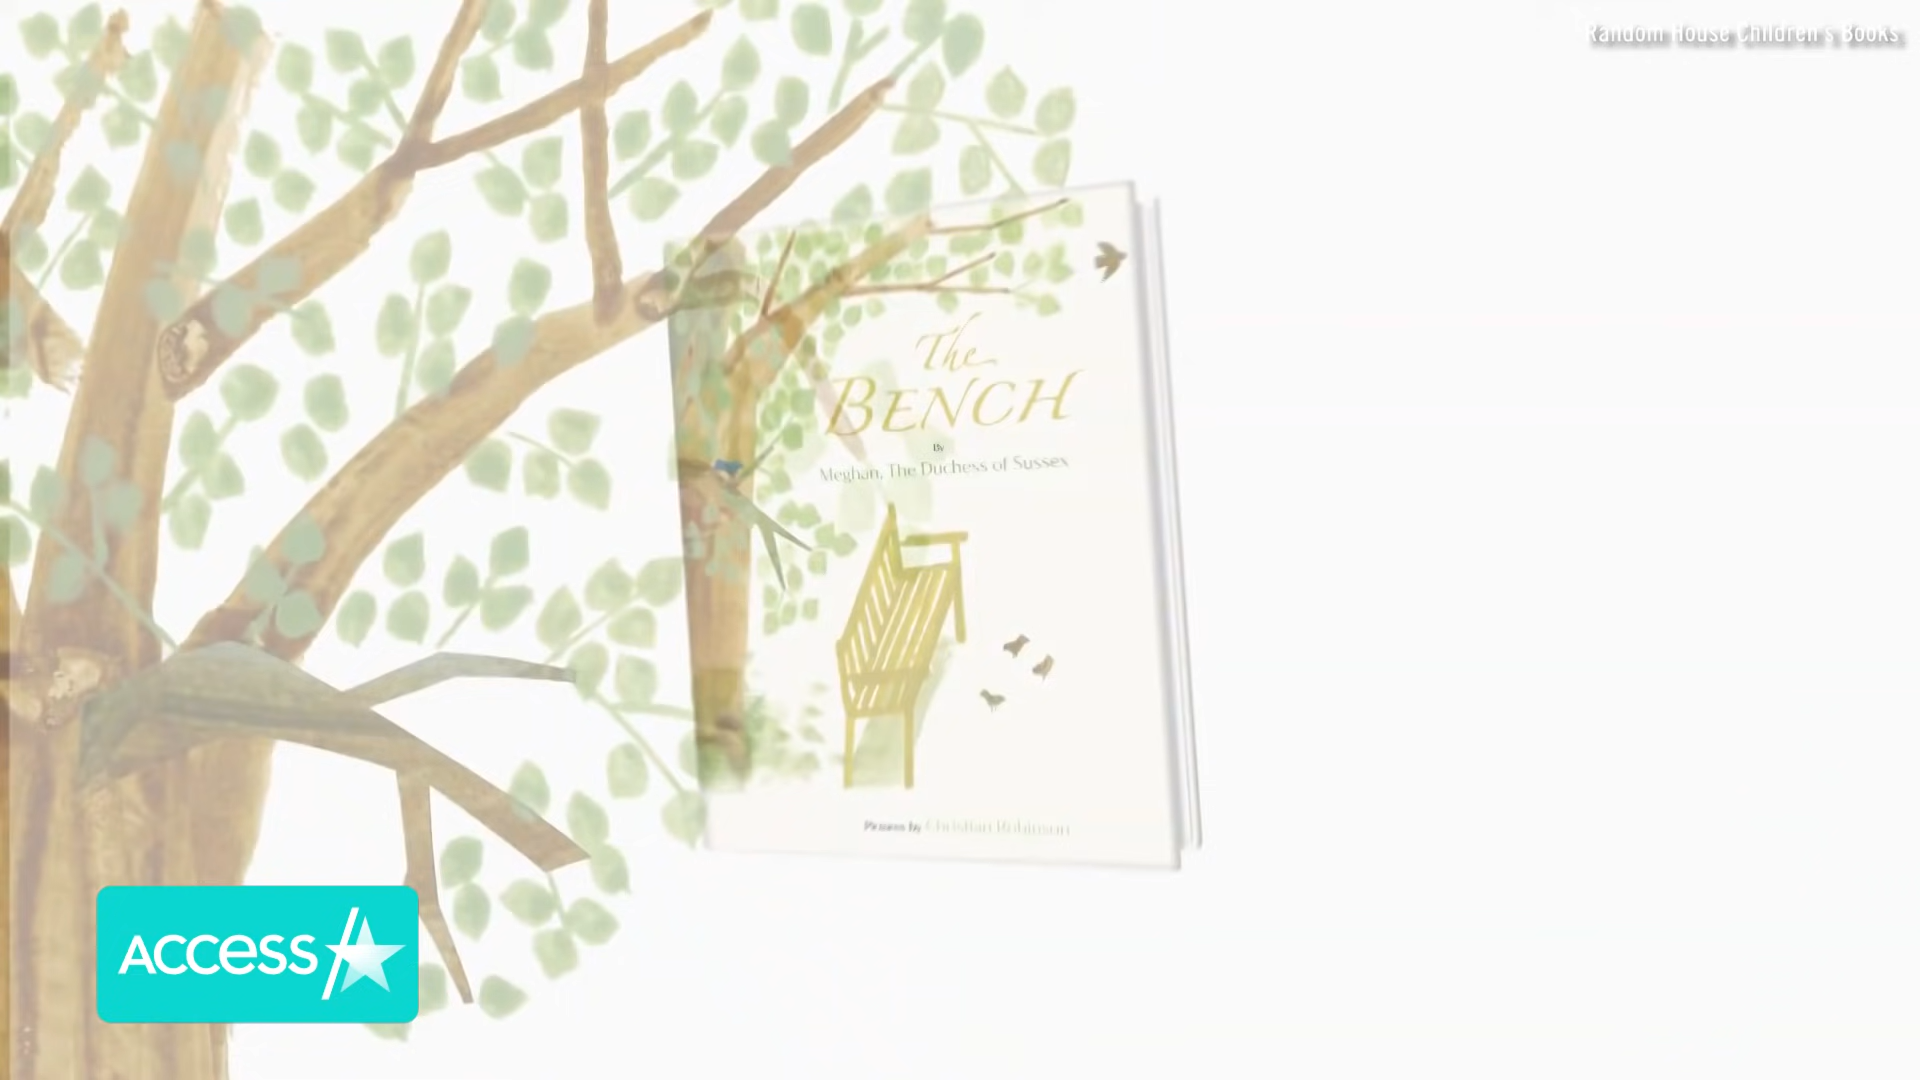 Random House Children's Books
The
BENCH
By
Meghan, The Duchess of Sussex
Pictures by Christian Robinson
access